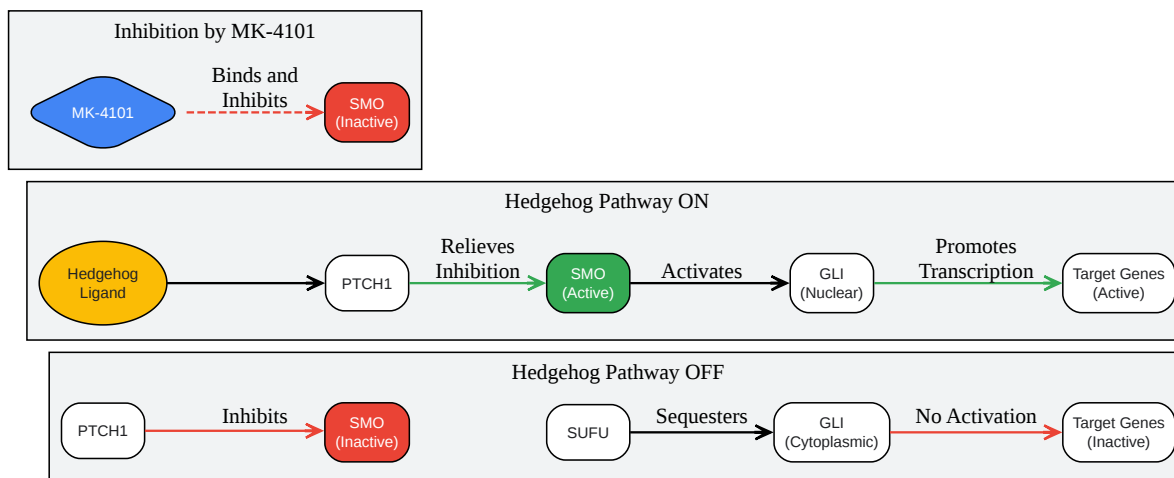 Inhibition by MK-4101
MK-4101
Binds and
Inhibits
SMO
(Inactive)
Hedgehog Pathway ON
Hedgehog
Ligand
PTCH1
Relieves
Inhibition
SMO
(Active)
Activates
GLI
(Nuclear)
Promotes
Transcription
Target Genes
(Active)
Hedgehog Pathway OFF
PTCH1
Inhibits
SMO
(Inactive)
SUFU
Sequesters
GLI
(Cytoplasmic)
No Activation
Target Genes
(Inactive)